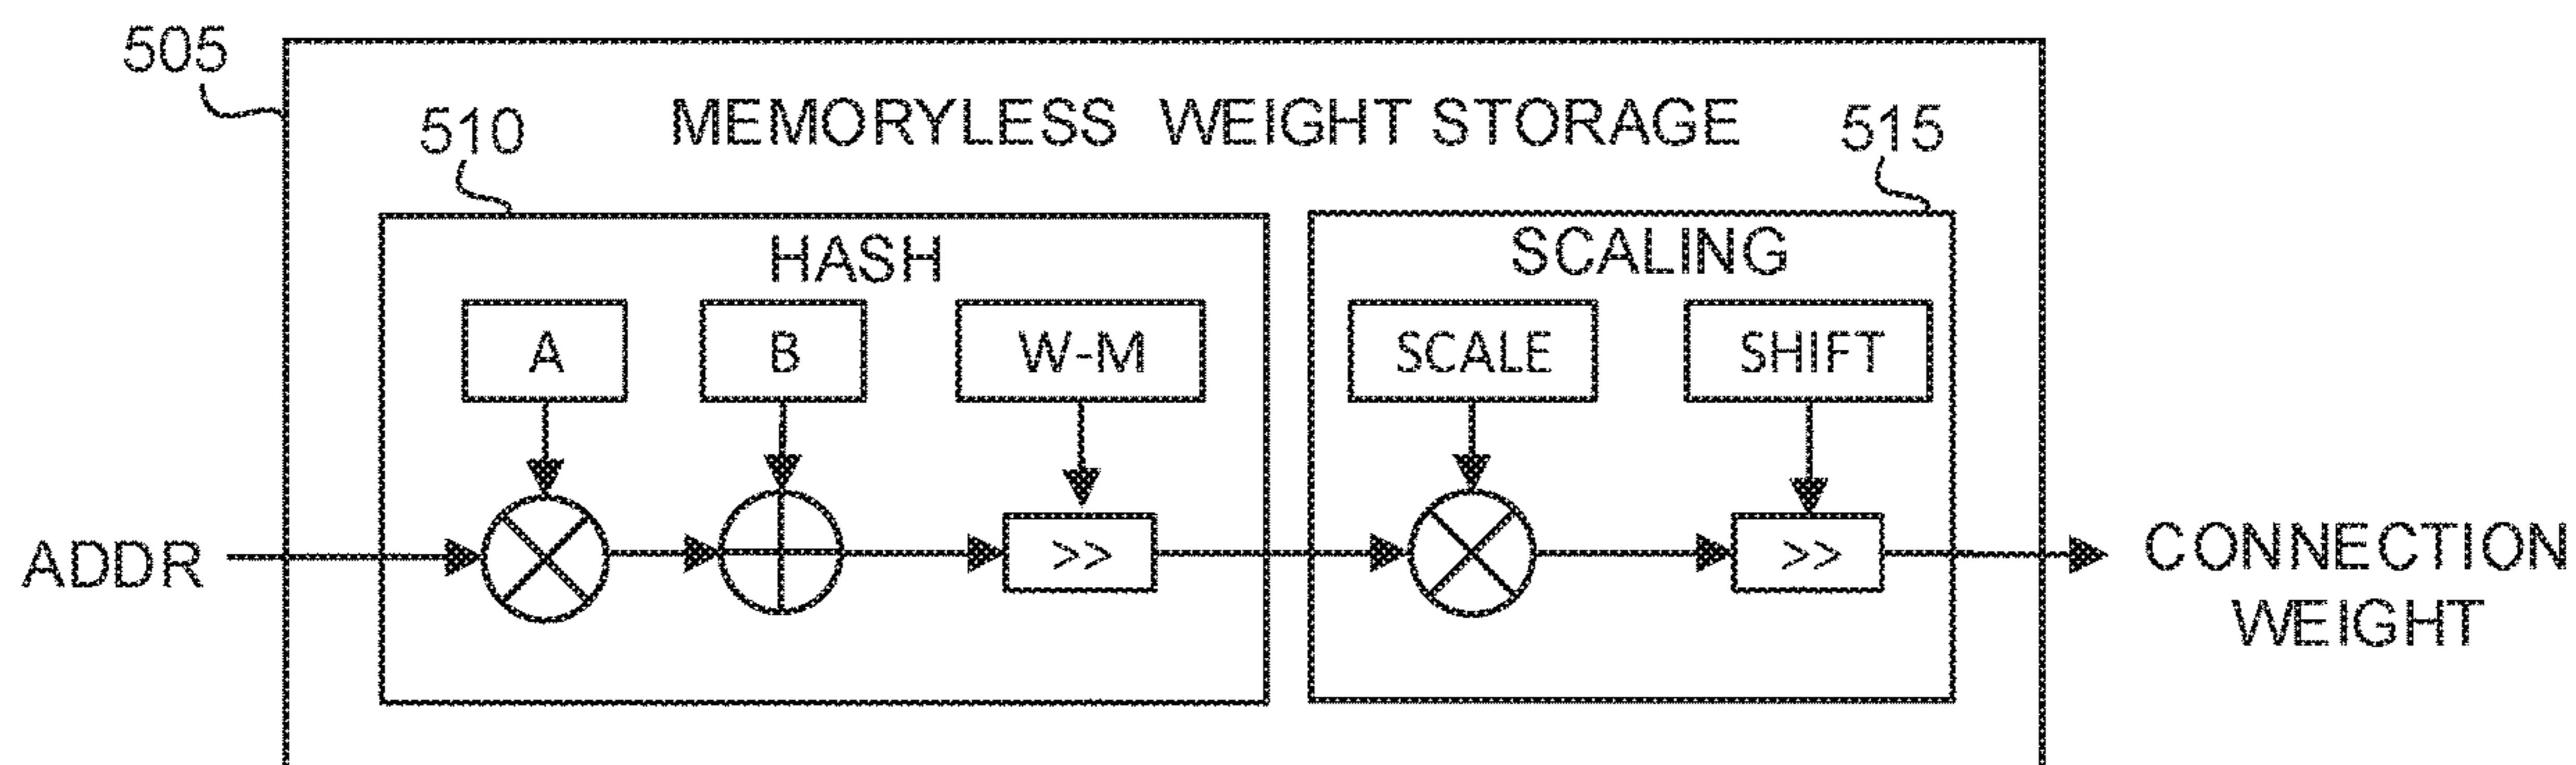 505
MEMORYLESS WEIGHT STORAGE
510
515
HASH
SCALING
A
B
W-M
SCALE
SHIFT
ADDR
>>
>>
CONNECTION
WEIGHT